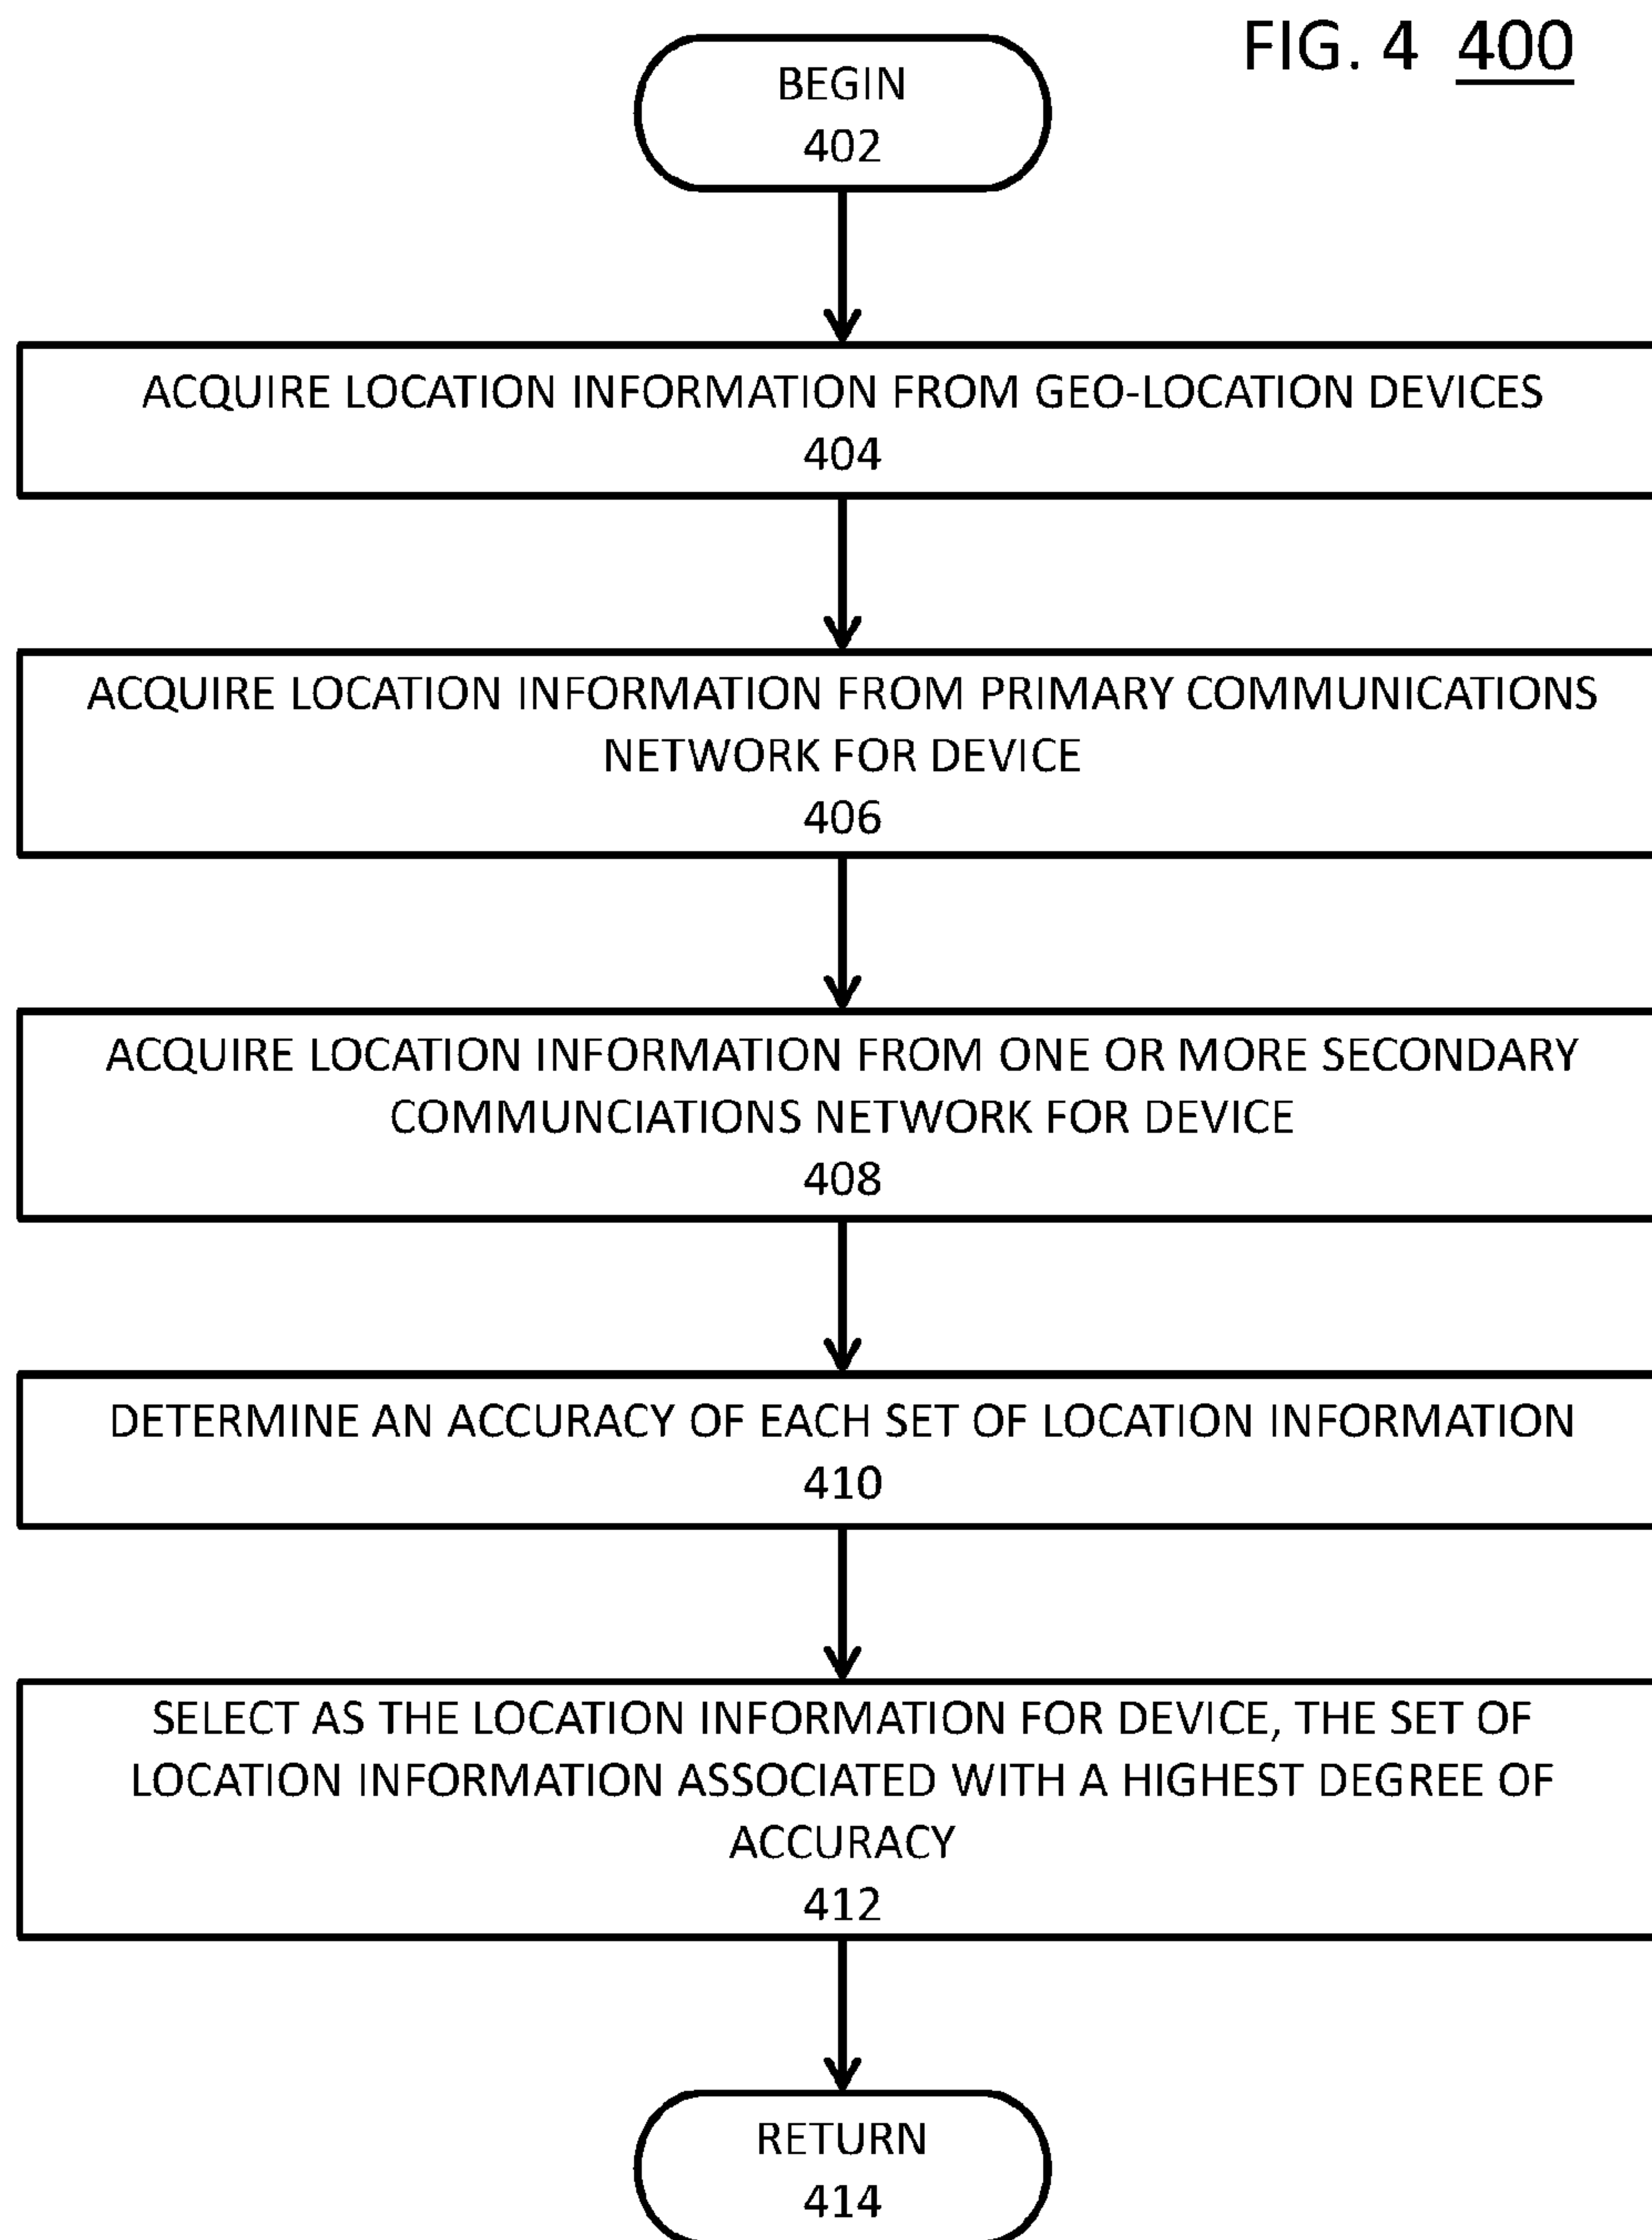 FIG. 4 400
BEGIN
402
ACQUIRE LOCATION INFORMATION FROM GEO-LOCATION DEVICES
404
ACQUIRE LOCATION INFORMATION FROM PRIMARY COMMUNICATIONS
NETWORK FOR DEVICE
406
ACQUIRE LOCATION INFORMATION FROM ONE OR MORE SECONDARY
COMMUNCIATIONS NETWORK FOR DEVICE
408
DETERMINE AN ACCURACY OF EACH SET OF LOCATION INFORMATION
410
SELECT AS THE LOCATION INFORMATION FOR DEVICE, THE SET OF
LOCATION INFORMATION ASSOCIATED WITH A HIGHEST DEGREE OF
ACCURACY
412
RETURN
414